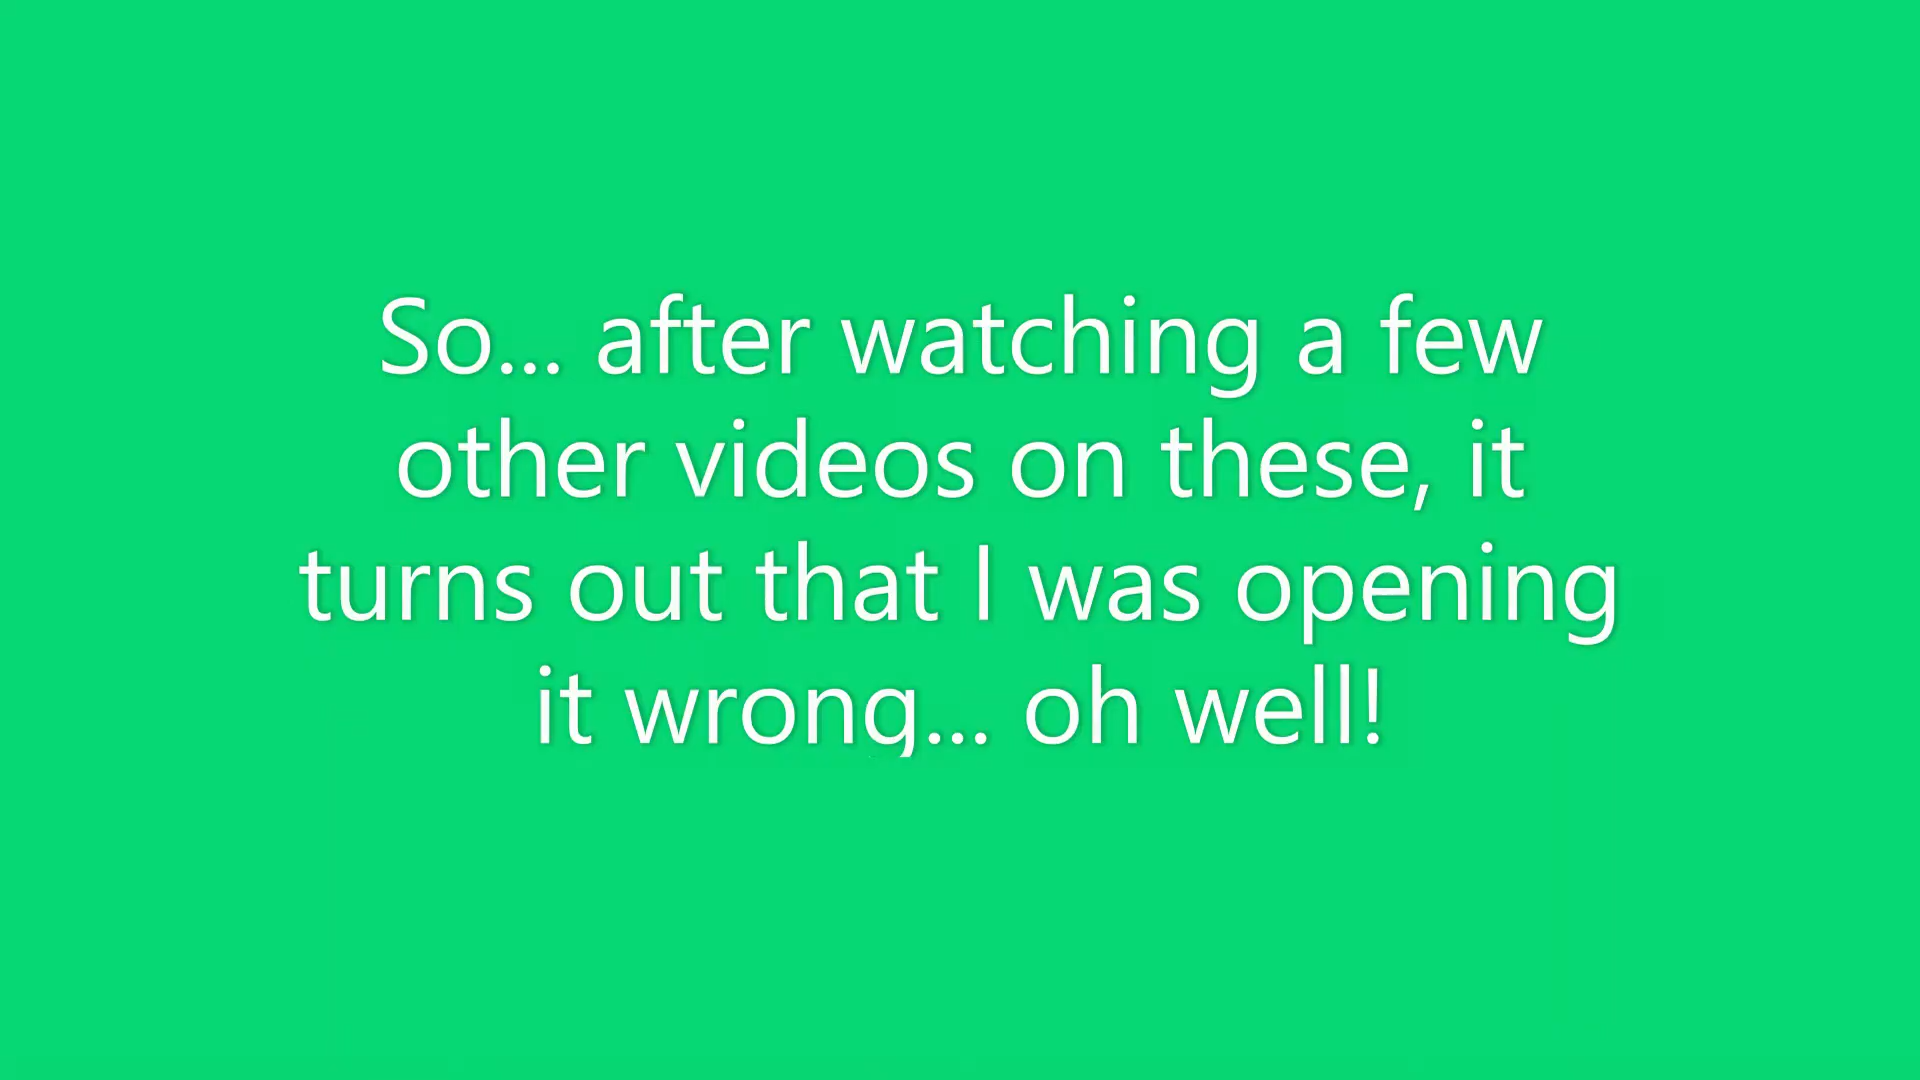 So... after watching a few
other videos on these, it
turns out that I was opening
it wrong... oh well!